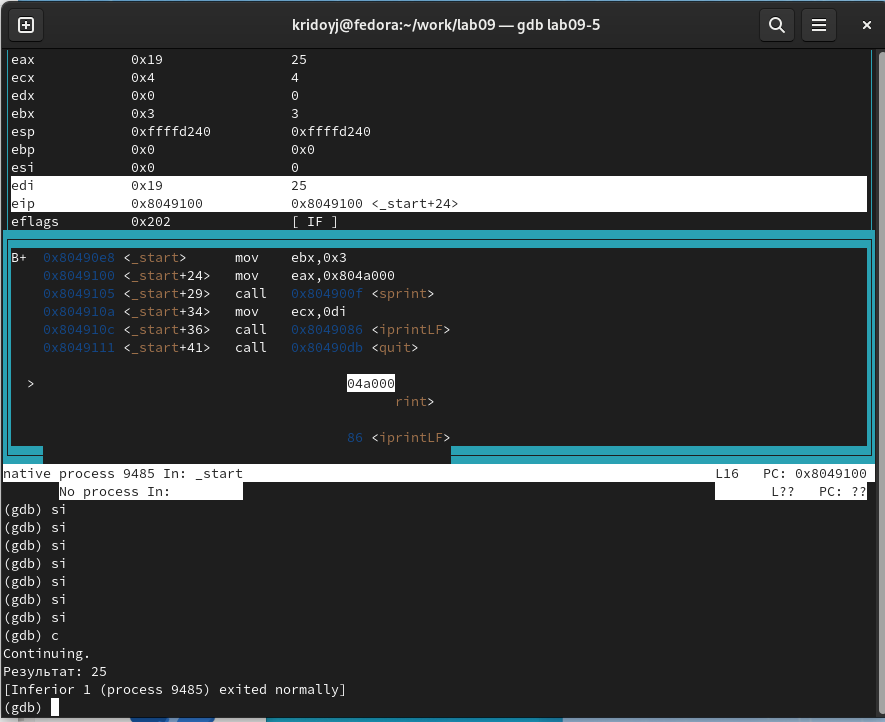 kridoyj@fedora:~/work/lab09 — gdb lab09-5
eax 0x19 25
ecx 0x4 4
edx 0x0 0
ebx 0x3 3
esp 0xffffd240 0xffffd240
ebp 0x0 0x0
esi 0x0 0
edi 0x19 25
eip 0x8049100 0x8049100 <_start+24>
eflags 0x202 [ IF ]
B+ 0x80490e8 <_start> mov ebx,0x3
0x8049100 <_start+24> mov eax,0x804a000
0x8049105 <_start+29> call 0x804900f <sprint>
0x804910a <_start+34> mov ecx,0di
0x804910c <_start+36> call 0x8049086 <iprintLF>
0x8049111 <_start+41> call 0x80490db <quit>
> 04a000
rint>
86 <iprintLF>
native process 9485 In: _start L16 PC: 0x8049100
No process In: L?? PC: ??
(gdb) si
(gdb) si
(gdb) si
(gdb) si
(gdb) si
(gdb) si
(gdb) si
(gdb) c
Continuing.
Результат: 25
[Inferior 1 (process 9485) exited normally]
(gdb)